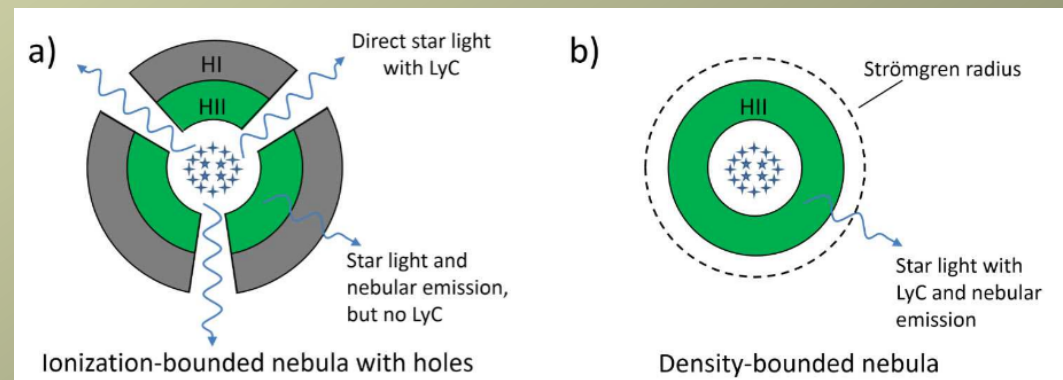 a)
HI
HII
Direct star light
with LyC
Star light and
nebular emission,
but no LyC
Ionization-bounded nebula with holes
b)
Strömgren radius
HII
Star light with
LyC and nebular
emission
Density-bounded nebula